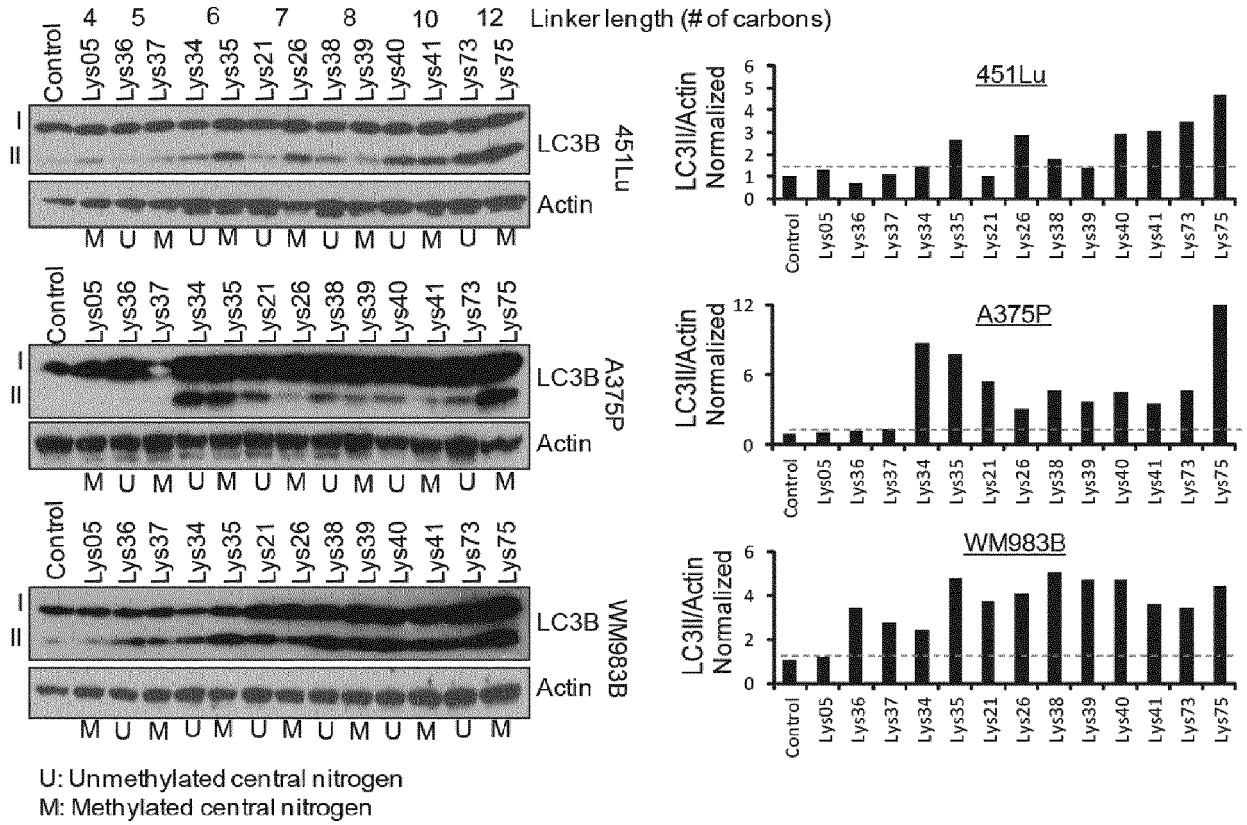 4 5 6 7 8 10 12 Linker length (# of carbons)
Control Lys05 Lys36 Lys37 Lys34 Lys35 Lys21 Lys26 Lys38 Lys39 Lys40 Lys41 Lys73 Lys75
I
II
LC3B
Actin
451Lu
M U M U M U M U M U M U M
Control Lys05 Lys36 Lys37 Lys34 Lys35 Lys21 Lys26 Lys38 Lys39 Lys40 Lys41 Lys73 Lys75
I
II
LC3B
Actin
A375P
M U M U M U M U M U M U M
Control Lys05 Lys36 Lys37 Lys34 Lys35 Lys21 Lys26 Lys38 Lys39 Lys40 Lys41 Lys73 Lys75
I
II
LC3B
Actin
WM983B
M U M U M U M U M U M U M
U: Unmethylated central nitrogen
M: Methylated central nitrogen
451Lu
LC3II/Actin
Normalized
6
5
4
3
2
1
0
Control Lys05 Lys36 Lys37 Lys34 Lys35 Lys21 Lys26 Lys38 Lys39 Lys40 Lys41 Lys73 Lys75
A375P
LC3II/Actin
Normalized
12
6
0
Control Lys05 Lys36 Lys37 Lys34 Lys35 Lys21 Lys26 Lys38 Lys39 Lys40 Lys41 Lys73 Lys75
WM983B
LC3II/Actin
Normalized
6
4
2
0
Control Lys05 Lys36 Lys37 Lys34 Lys35 Lys21 Lys26 Lys38 Lys39 Lys40 Lys41 Lys73 Lys75